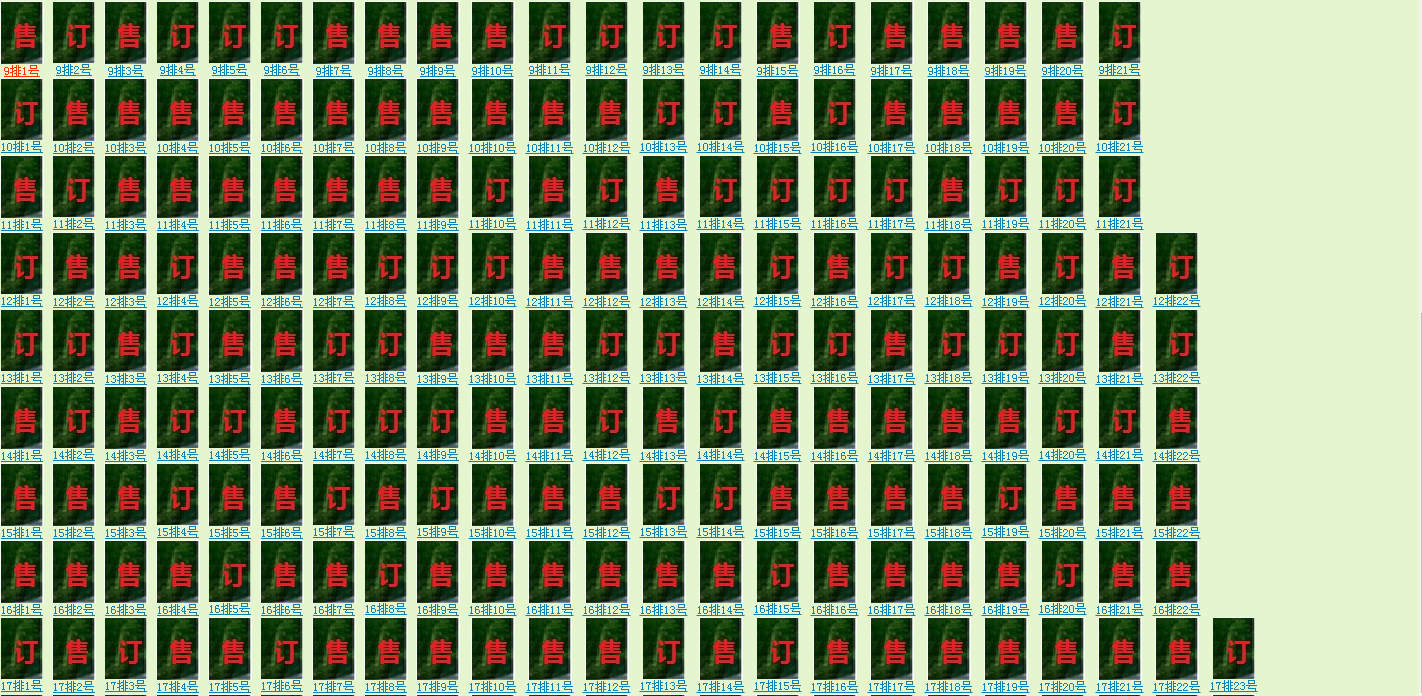 售 订 售 订 订 订 售 售 售 售 订 订 订 订 售 订 售 售 售 售 订
9排1号 9排2号 9排3号 9排4号 9排5号 9排6号 9排7号 9排8号 9排9号 9排10号 9排11号 9排12号 9排13号 9排14号 9排15号 9排16号 9排17号 9排18号 9排19号 9排20号 9排21号
订 售 售 售 售 售 售 售 售 售 售 售 订 订 售 售 售 售 售 售 订
10排1号 10排2号 10排3号 10排4号 10排5号 10排6号 10排7号 10排8号 10排9号 10排10号 10排11号 10排12号 10排13号 10排14号 10排15号 10排16号 10排17号 10排18号 10排19号 10排20号 10排21号
售 订 售 售 售 售 售 售 售 订 售 订 售 订 订 订 订 售 订 订 订
11排1号 11排2号 11排3号 11排4号 11排5号 11排6号 11排7号 11排8号 11排9号 11排10号 11排11号 11排12号 11排13号 11排14号 11排15号 11排16号 11排17号 11排18号 11排19号 11排20号 11排21号
订 售 售 订 售 售 售 订 订 订 售 售 售 售 订 售 订 订 售 订 售 订
12排1号 12排2号 12排3号 12排4号 12排5号 12排6号 12排7号 12排8号 12排9号 12排10号 12排11号 12排12号 12排13号 12排14号 12排15号 12排16号 12排17号 12排18号 12排19号 12排20号 12排21号 12排22号
订 订 售 订 售 售 订 订 售 售 售 订 订 售 订 订 售 订 订 订 售 订
13排1号 13排2号 13排3号 13排4号 13排5号 13排6号 13排7号 13排8号 13排9号 13排10号 13排11号 13排12号 13排13号 13排14号 13排15号 13排16号 13排17号 13排18号 13排19号 13排20号 13排21号 13排22号
售 订 售 订 订 售 订 订 订 售 售 订 售 订 售 售 售 售 售 订 订 售
14排1号 14排2号 14排3号 14排4号 14排5号 14排6号 14排7号 14排8号 14排9号 14排10号 14排11号 14排12号 14排13号 14排14号 14排15号 14排16号 14排17号 14排18号 14排19号 14排20号 14排21号 14排22号
售 售 售 订 售 售 订 售 订 售 售 售 订 订 售 售 售 售 订 售 售 售
15排1号 15排2号 15排3号 15排4号 15排5号 15排6号 15排7号 15排8号 15排9号 15排10号 15排11号 15排12号 15排13号 15排14号 15排15号 15排16号 15排17号 15排18号 15排19号 15排20号 15排21号 15排22号
售 售 售 售 订 售 售 订 售 售 售 售 售 售 订 售 售 售 售 订 售 售
16排1号 16排2号 16排3号 16排4号 16排5号 16排6号 16排7号 16排8号 16排9号 16排10号 16排11号 16排12号 16排13号 16排14号 16排15号 16排16号 16排17号 16排18号 16排19号 16排20号 16排21号 16排22号
订 售 订 售 售 订 售 售 售 售 售 售 订 售 订 售 售 售 售 售 售 售 订
17排1号 17排2号 17排3号 17排4号 17排5号 17排6号 17排7号 17排8号 17排9号 17排10号 17排11号 17排12号 17排13号 17排14号 17排15号 17排16号 17排17号 17排18号 17排19号 17排20号 17排21号 17排22号 17排23号